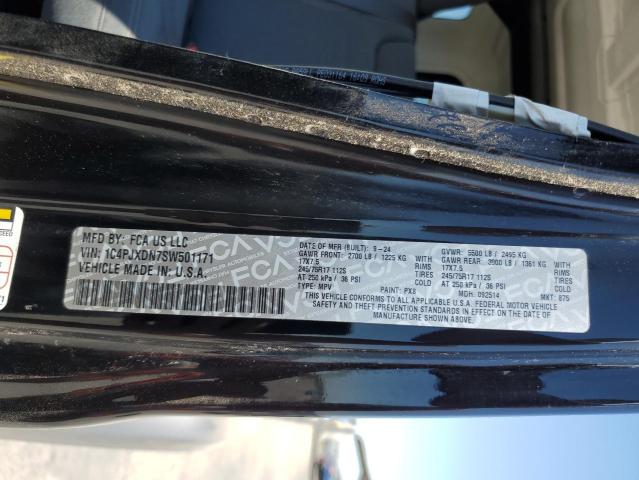 MFD BY: FCA US LLC
VIN: 1C4PJXDN7SW501171
VEHICLE MADE IN U.S.A.
DATE OF MFR (BUILT): 9-24
GAWR FRONT: 2700 LB / 1225 KG
17X7.5
245/75R17 112S TIRES
AT 250 kPa / 36 PSI COLD
TYPE: MPV PAINT: PX8
GVWR: 5500 LB / 2495 KG
GAWR REAR: 3000 LB / 1361 KG
17X7.5 RIMS
245/75R17 112S TIRES
AT 250 kPa / 36 PSI COLD
MDH: 092514 MKT: 875
THIS VEHICLE CONFORMS TO ALL APPLICABLE U.S.A. FEDERAL MOTOR VEHICLE
SAFETY AND THEFT PREVENTION STANDARDS IN EFFECT ON THE DATE OF
MANUFACTURE SHOWN ABOVE.